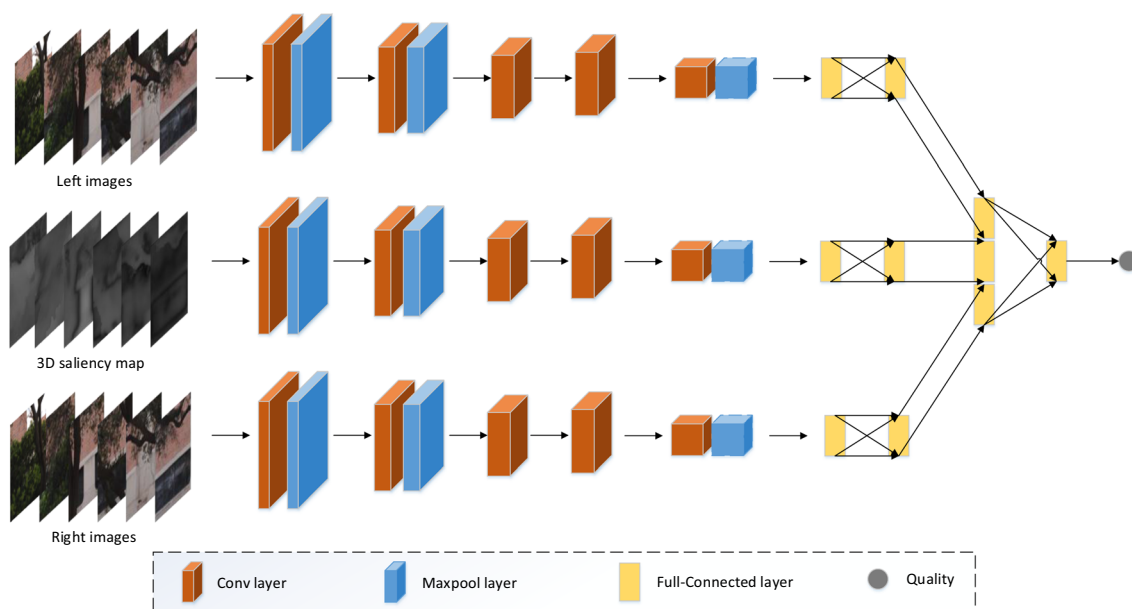 Left images
3D saliency map
Right images
Conv layer
Maxpool layer
Full-Connected layer
Quality